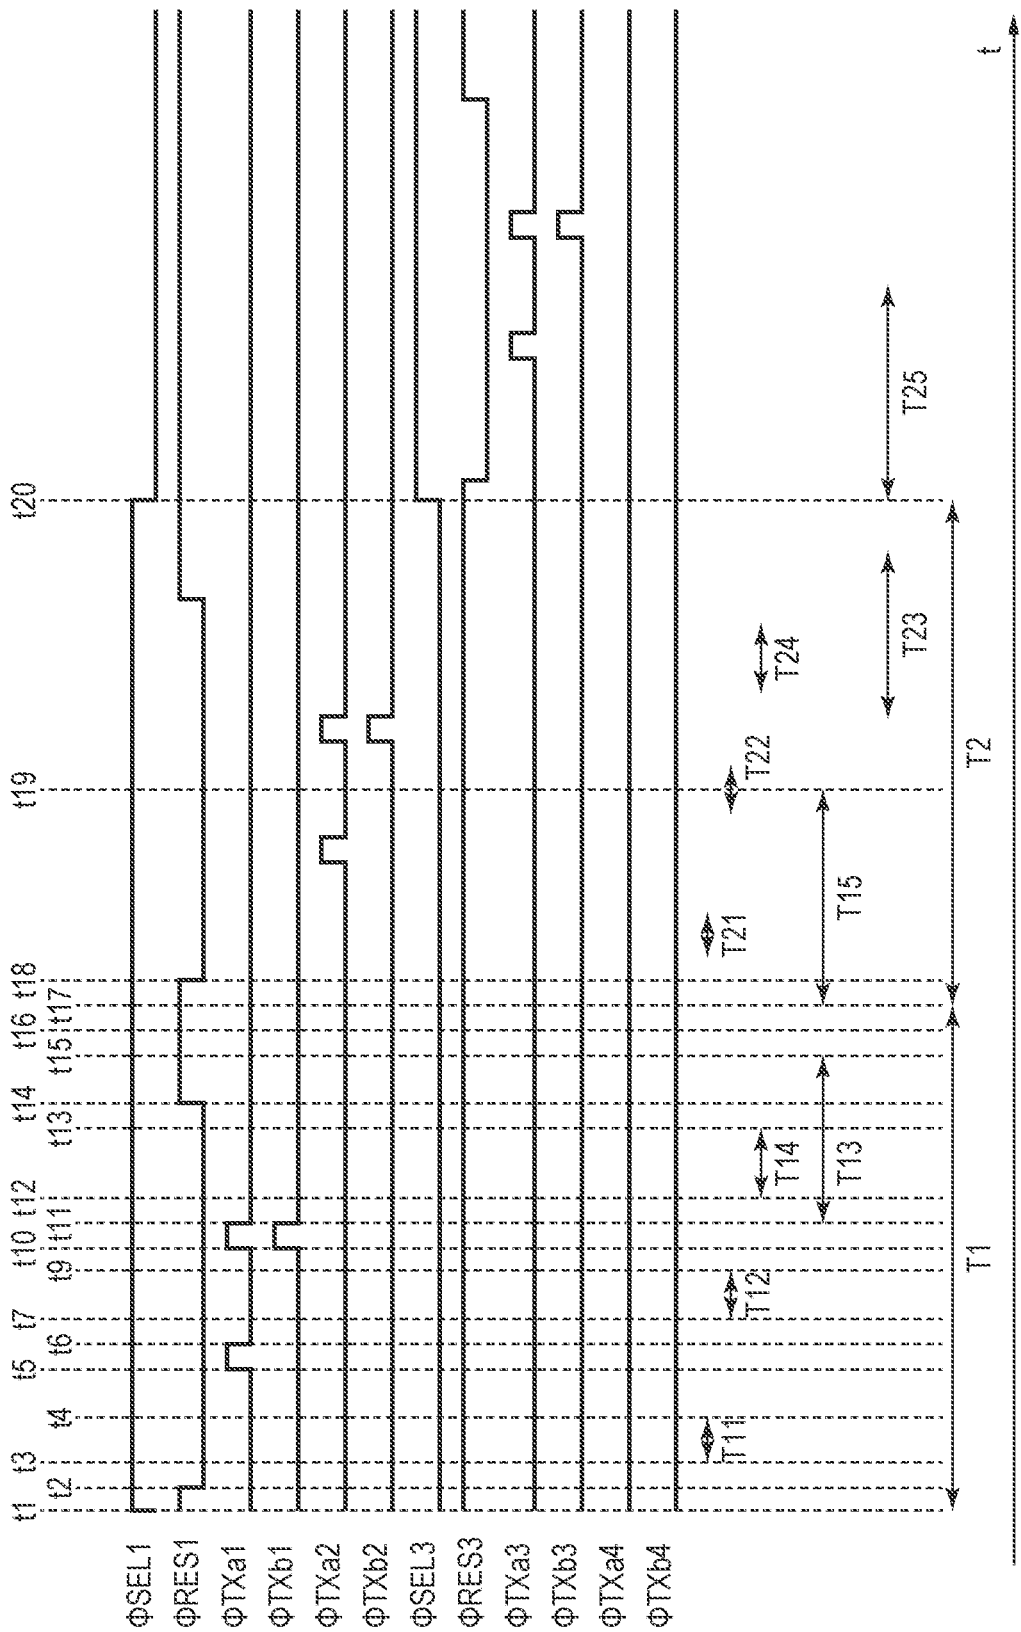 t1
t2
t3
t4
t5
t6
t7
t9
t10
t11
t12
t13
t14
t15
t16
t17
t18
t19
t20
ΦSEL1
ΦRES1
ΦTXa1
ΦTXb1
ΦTXa2
ΦTXb2
ΦSEL3
ΦRES3
ΦTXa3
ΦTXb3
ΦTXa4
ΦTXb4
T11
T21
T12
T22
T14
T24
T13
T15
T23
T25
T1
T2
t